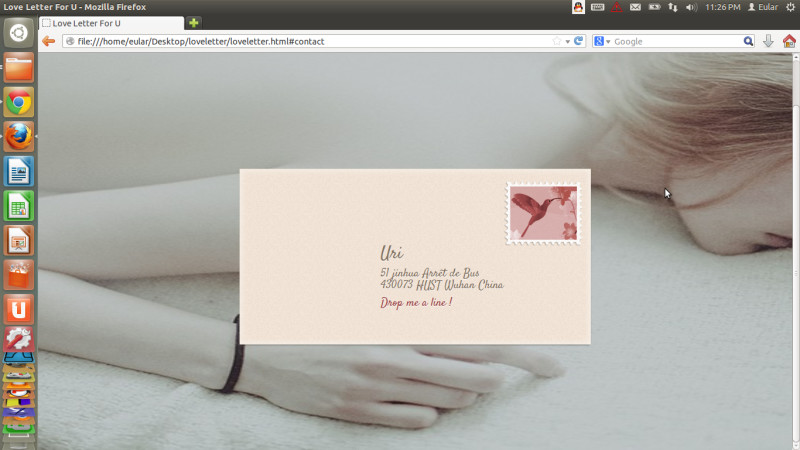 Love Letter For U - Mozilla Firefox
11:26 PM
Eular
Love Letter For U
file:///home/eular/Desktop/loveletter/loveletter.html#contact
Google
Uri
51 jinhua Arrêt de Bus
430073 HUST Wuhan China
Drop me a line !